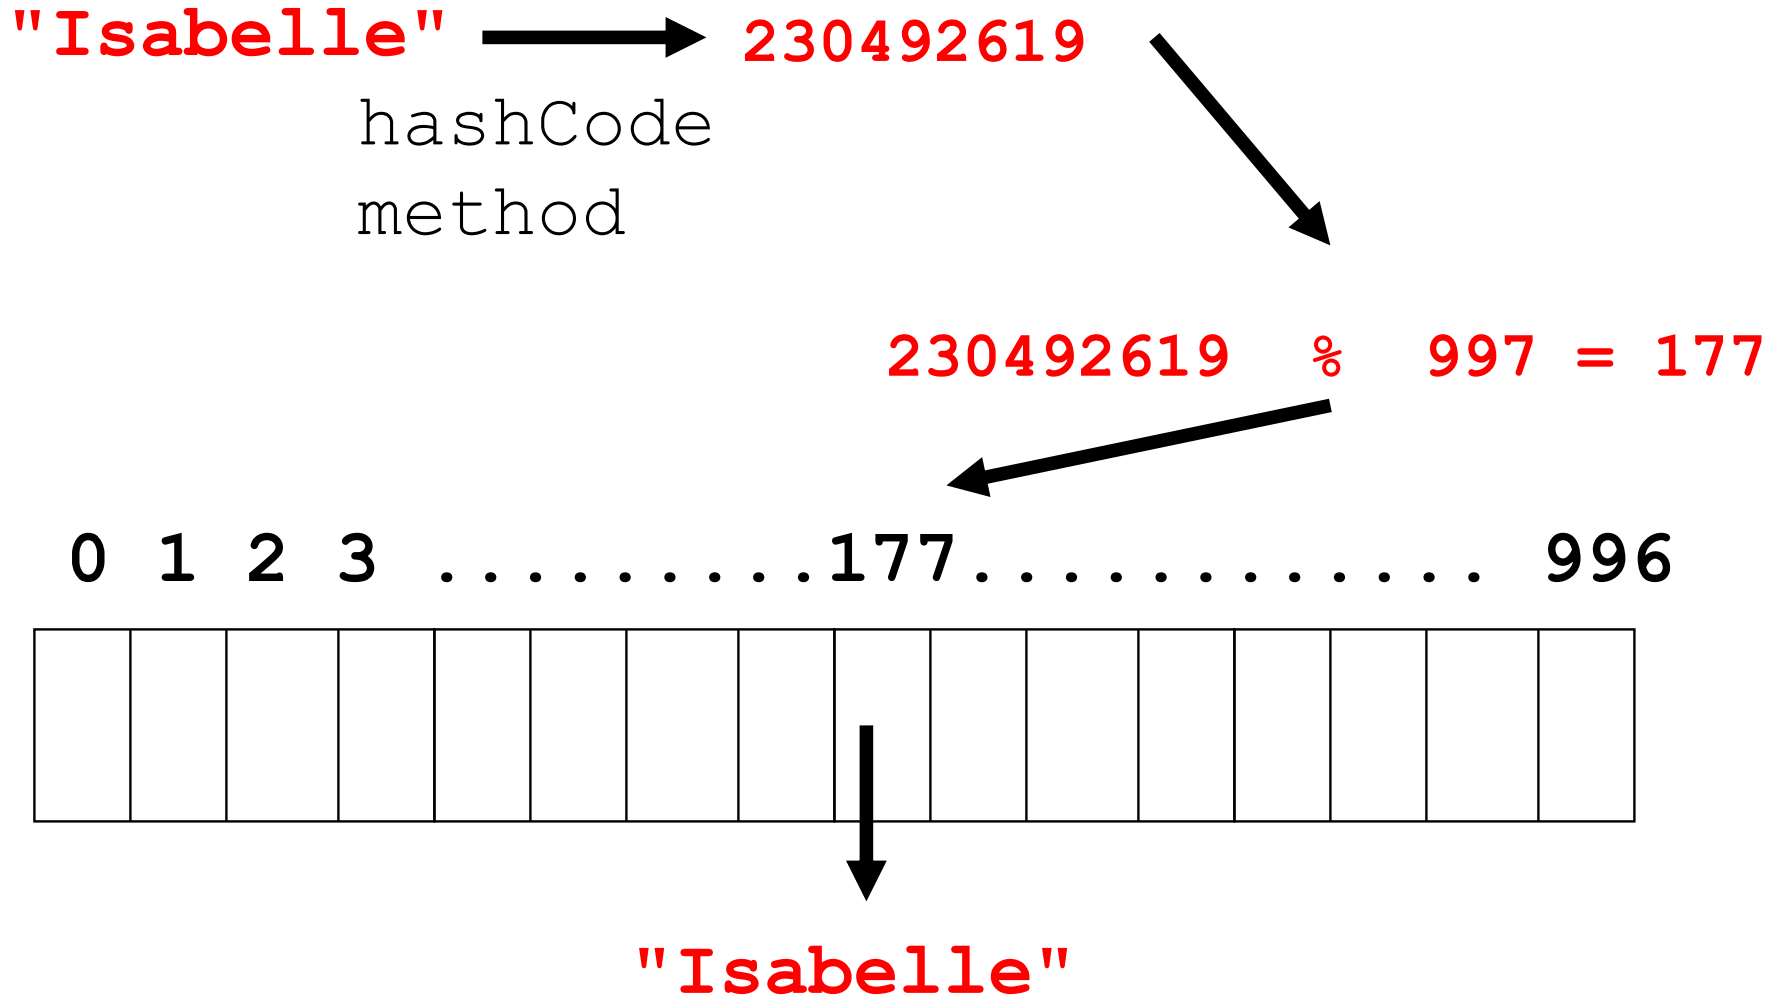 "Isabelle" 230492619
hashCode
method
230492619 % 997 = 177
0 1 2 3 .........177............ 996
"Isabelle"